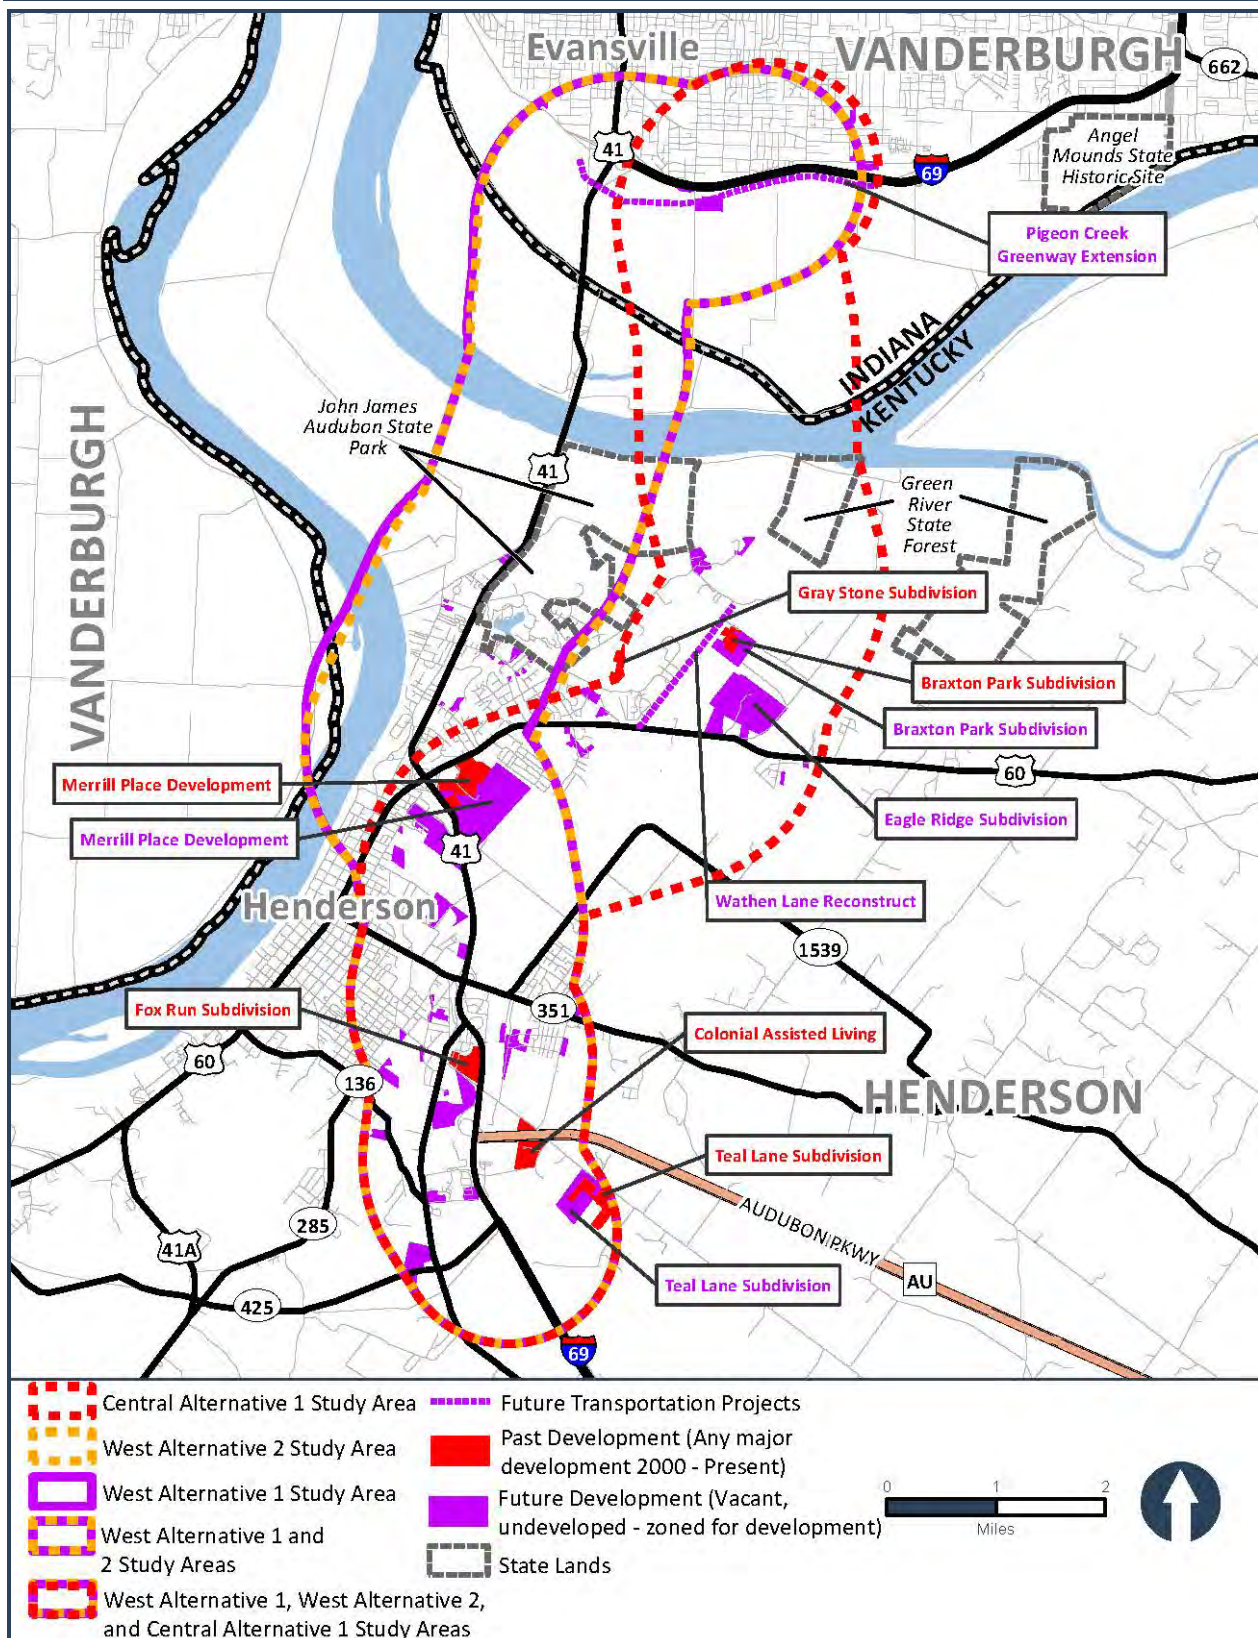 Evansville
VANDERBURGH
662
41
69
Angel
Mounds State
Historic Site
Pigeon Creek
Greenway Extension
INDIANA
KENTUCKY
John James
Audubon State
Park
VANDERBURGH
41
Green
River
State
Forest
Gray Stone Subdivision
Braxton Park Subdivision
Braxton Park Subdivision
Merrill Place Development
60
Merrill Place Development
Eagle Ridge Subdivision
41
Henderson
Wathen Lane Reconstruct
1539
Fox Run Subdivision
351
Colonial Assisted Living
60
136
HENDERSON
Teal Lane Subdivision
AUDUBON PKWY
285
41A
Teal Lane Subdivision
AU
425
69
Central Alternative 1 Study Area
West Alternative 2 Study Area
West Alternative 1 Study Area
West Alternative 1 and
2 Study Areas
West Alternative 1, West Alternative 2,
and Central Alternative 1 Study Areas
Future Transportation Projects
Past Development (Any major
development 2000 - Present)
Future Development (Vacant,
undeveloped - zoned for development)
State Lands
0 1 2
Miles